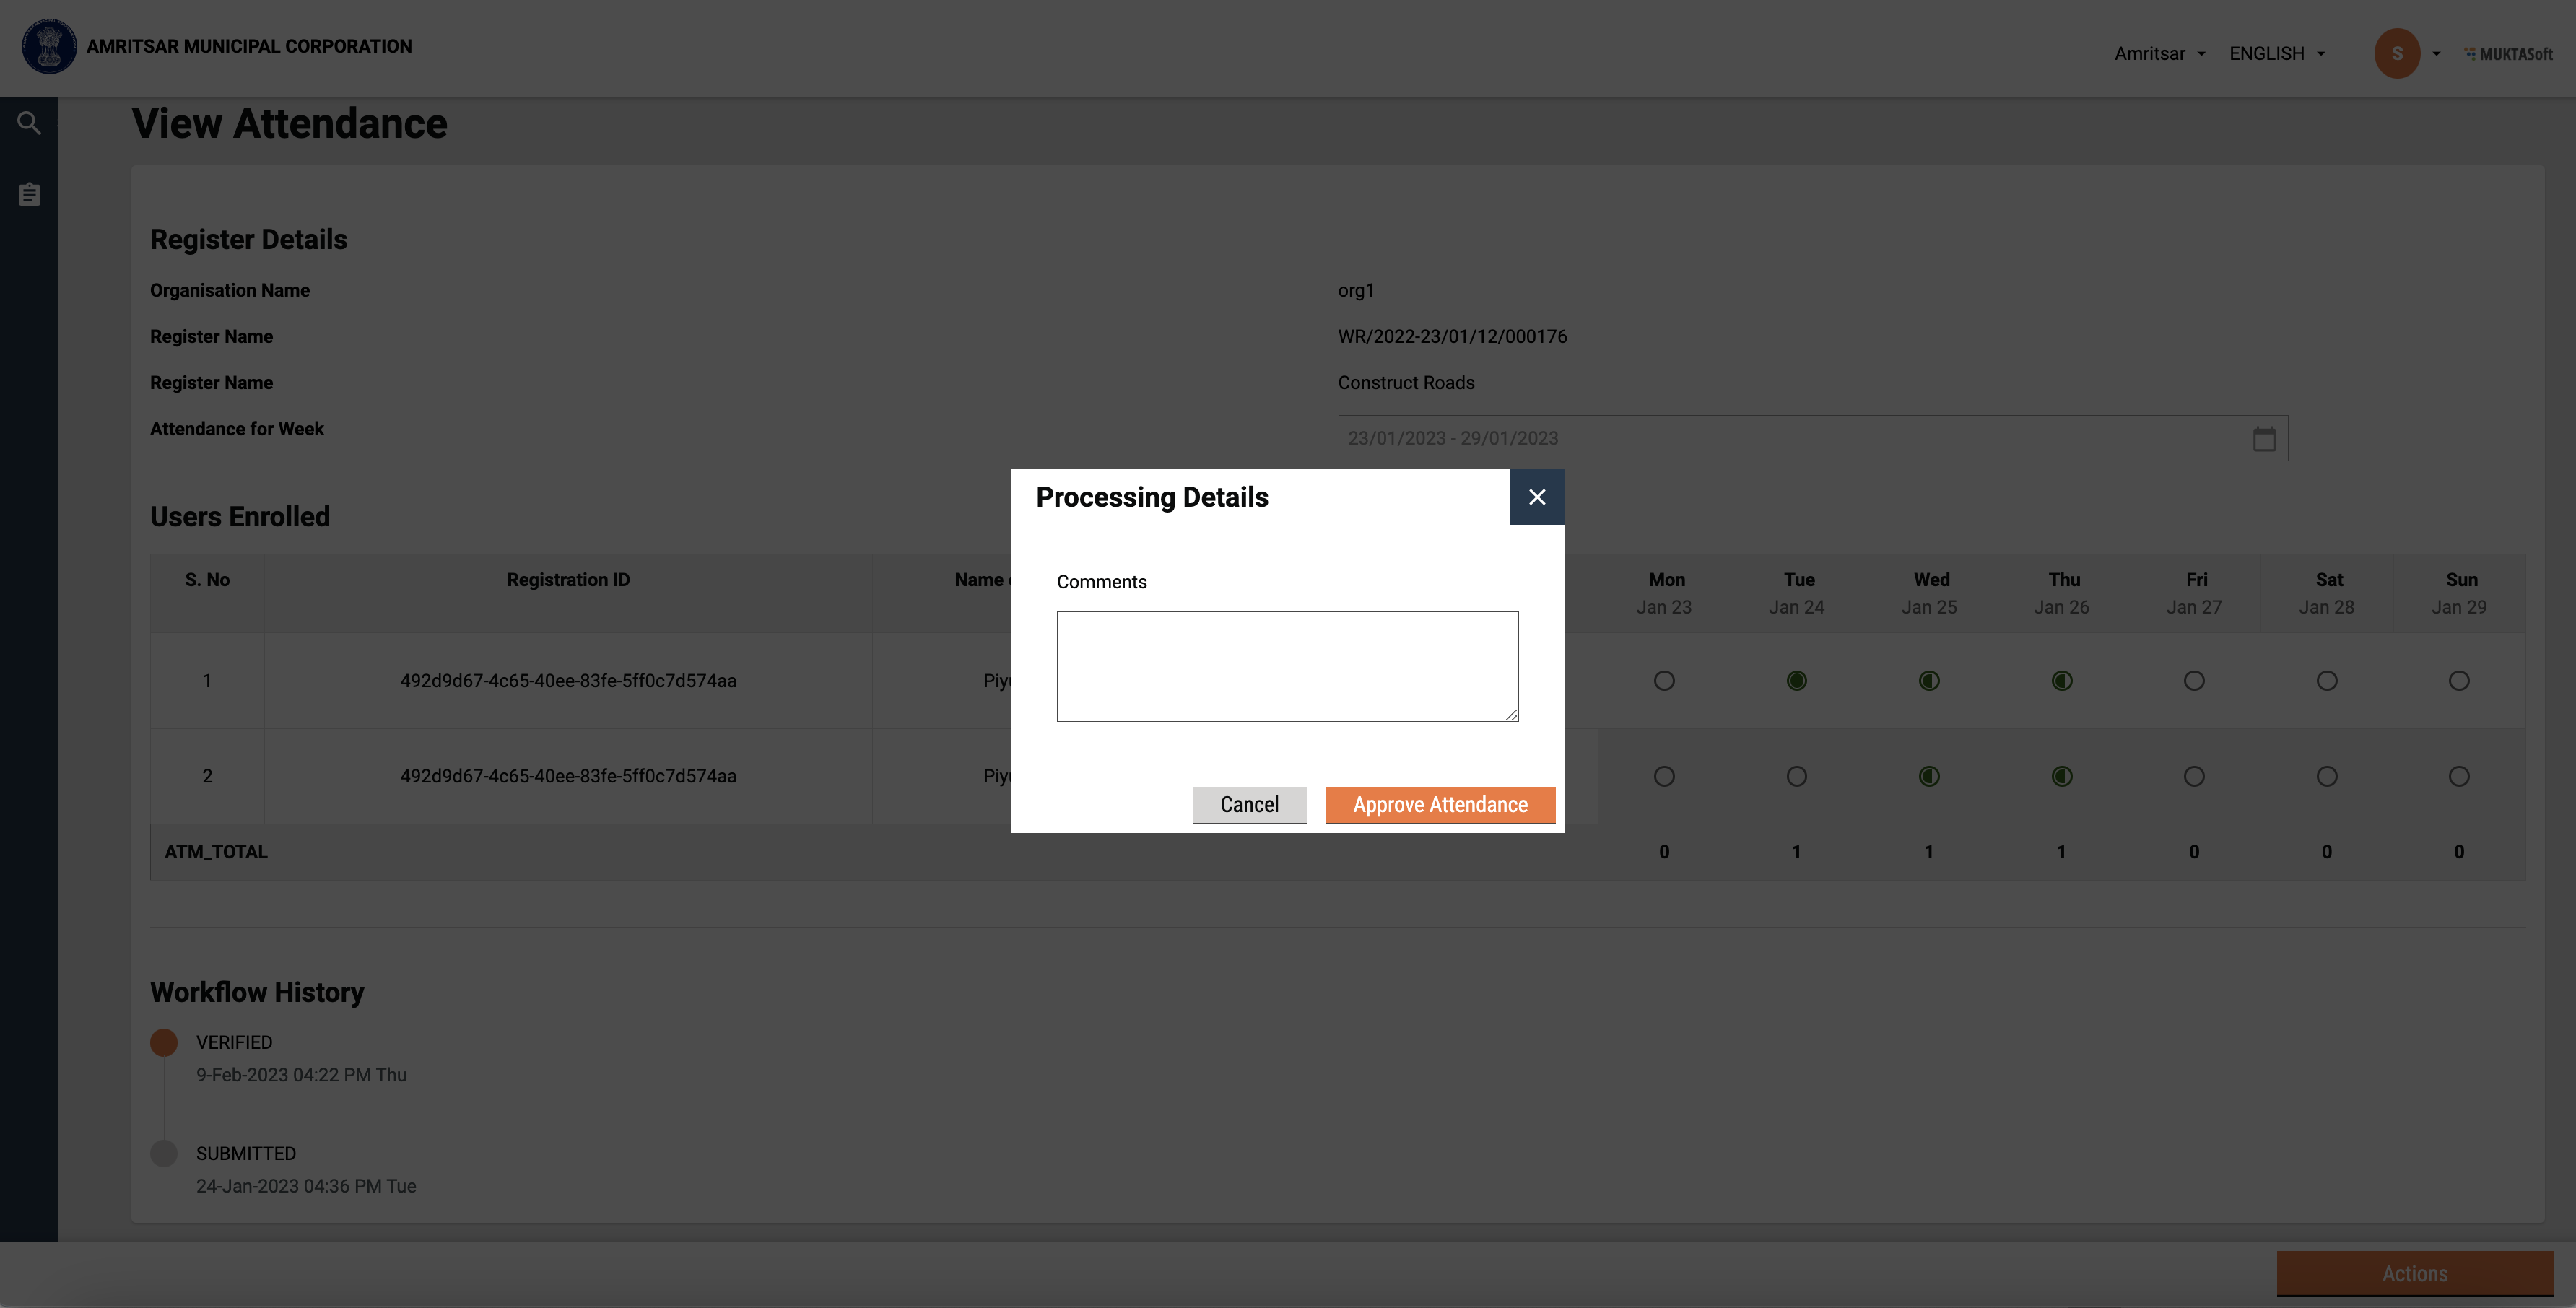 AMRITSAR MUNICIPAL CORPORATION
Amritsar ENGLISH S MUKTASoft
View Attendance
Register Details
Organisation Name org1
Register Name WR/2022-23/01/12/000176
Register Name Construct Roads
Attendance for Week 23/01/2023 - 29/01/2023
Processing Details
Comments
Cancel Approve Attendance
Users Enrolled
S. No Registration ID Name Mon Tue Wed Thu Fri Sat Sun
Jan 23 Jan 24 Jan 25 Jan 26 Jan 27 Jan 28 Jan 29
1 492d9d67-4c65-40ee-83fe-5ff0c7d574aa
2 492d9d67-4c65-40ee-83fe-5ff0c7d574aa
ATM_TOTAL 0 1 1 1 0 0 0
Workflow History
VERIFIED
9-Feb-2023 04:22 PM Thu
SUBMITTED
24-Jan-2023 04:36 PM Tue
Actions